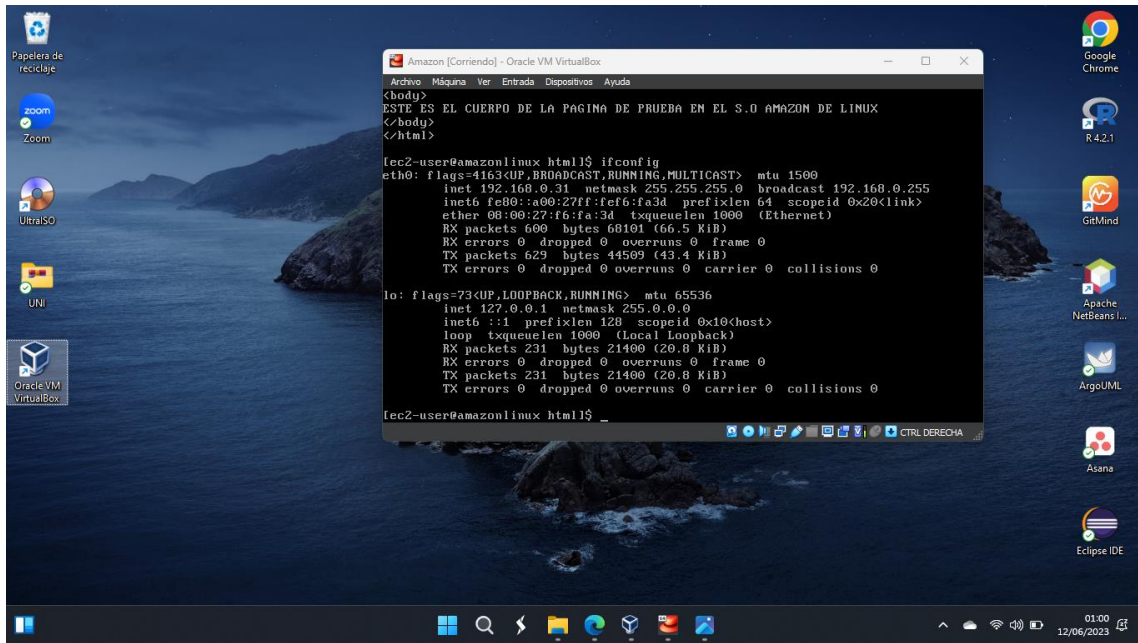 Papelera de
reciclaje
zoom
Zoom
UltraISO
UNI
Oracle VM
VirtualBox
Amazon [Corriendo] - Oracle VM VirtualBox
Archivo Máquina Ver Entrada Dispositivos Ayuda
<body>
ESTE ES EL CUERPO DE LA PAGINA DE PRUEBA EN EL S.O AMAZON DE LINUX
</body>
</html>
[ec2-user@amazonlinux html]$ ifconfig
eth0: flags=4163<UP,BROADCAST,RUNNING,MULTICAST>  mtu 1500
        inet 192.168.0.31  netmask 255.255.255.0  broadcast 192.168.0.255
        inet6 fe80::a00:27ff:fef6:fa3d  prefixlen 64  scopeid 0x20<link>
        ether 08:00:27:f6:fa:3d  txqueuelen 1000  (Ethernet)
        RX packets 600  bytes 68101 (66.5 KiB)
        RX errors 0  dropped 0  overruns 0  frame 0
        TX packets 629  bytes 44509 (43.4 KiB)
        TX errors 0  dropped 0 overruns 0  carrier 0  collisions 0
lo: flags=73<UP,LOOPBACK,RUNNING>  mtu 65536
        inet 127.0.0.1  netmask 255.0.0.0
        inet6 ::1  prefixlen 128  scopeid 0x10<host>
        loop  txqueuelen 1000  (Local Loopback)
        RX packets 231  bytes 21400 (20.8 KiB)
        RX errors 0  dropped 0  overruns 0  frame 0
        TX packets 231  bytes 21400 (20.8 KiB)
        TX errors 0  dropped 0 overruns 0  carrier 0  collisions 0
[ec2-user@amazonlinux html]$ _
CTRL DERECHA
Google
Chrome
R 4.2.1
GitMind
Apache
NetBeans I...
ArgoUML
Asana
Eclipse IDE
01:00
12/06/2023